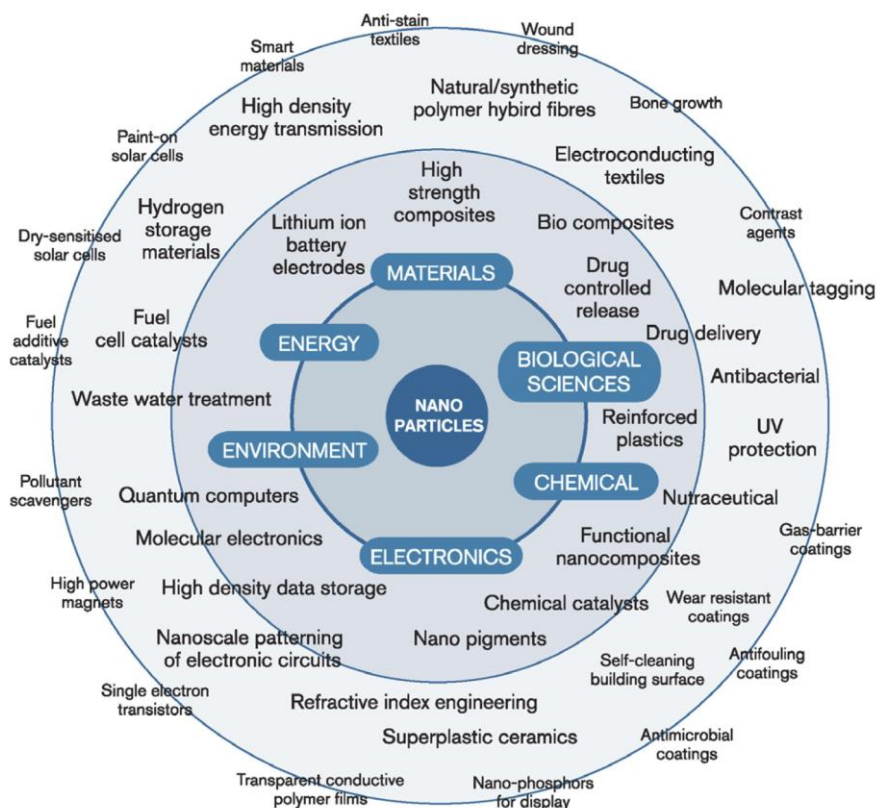 Anti-stain
textiles
Wound
dressing
Smart
materials
High density
energy transmission
Natural/synthetic
polymer hybird fibres
Bone growth
Paint-on
solar cells
Electroconducting
textiles
High
strength
composites
Hydrogen
storage
materials
Lithium ion
battery
electrodes
Bio composites
Contrast
agents
Dry-sensitised
solar cells
MATERIALS
Drug
controlled
release
Molecular tagging
Fuel
additive
catalysts
Fuel
cell catalysts
ENERGY
Drug delivery
BIOLOGICAL
SCIENCES
Antibacterial
Waste water treatment
NANO
PARTICLES
Reinforced
plastics
UV
protection
ENVIRONMENT
CHEMICAL
Pollutant
scavengers
Quantum computers
Nutraceutical
Molecular electronics
ELECTRONICS
Functional
nanocomposites
Gas-barrier
coatings
High power
magnets
High density data storage
Chemical catalysts
Wear resistant
coatings
Nanoscale patterning
of electronic circuits
Nano pigments
Self-cleaning
building surface
Antifouling
coatings
Single electron
transistors
Refractive index engineering
Superplastic ceramics
Antimicrobial
coatings
Transparent conductive
polymer films
Nano-phosphors
for display